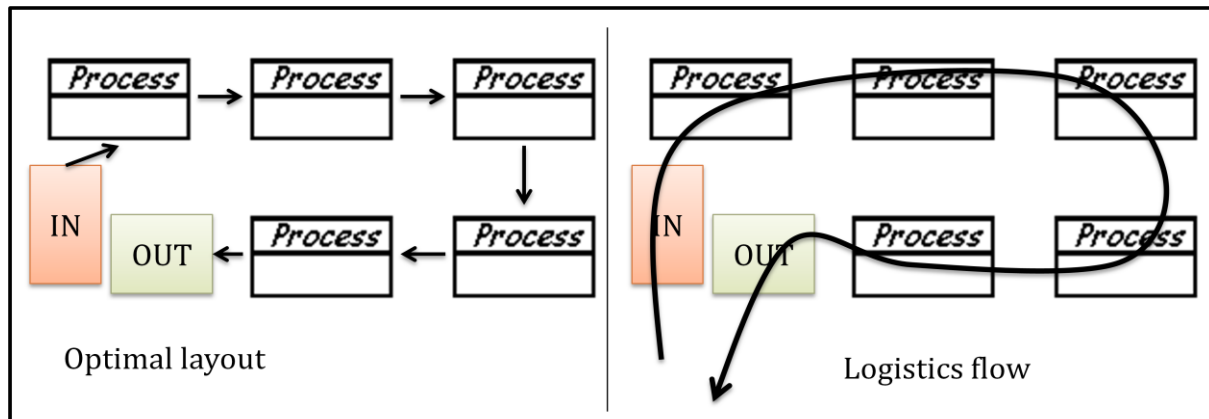 Process Process Process
IN OUT Process Process
Optimal layout
Process Process Process
IN OUT Process Process
Logistics flow